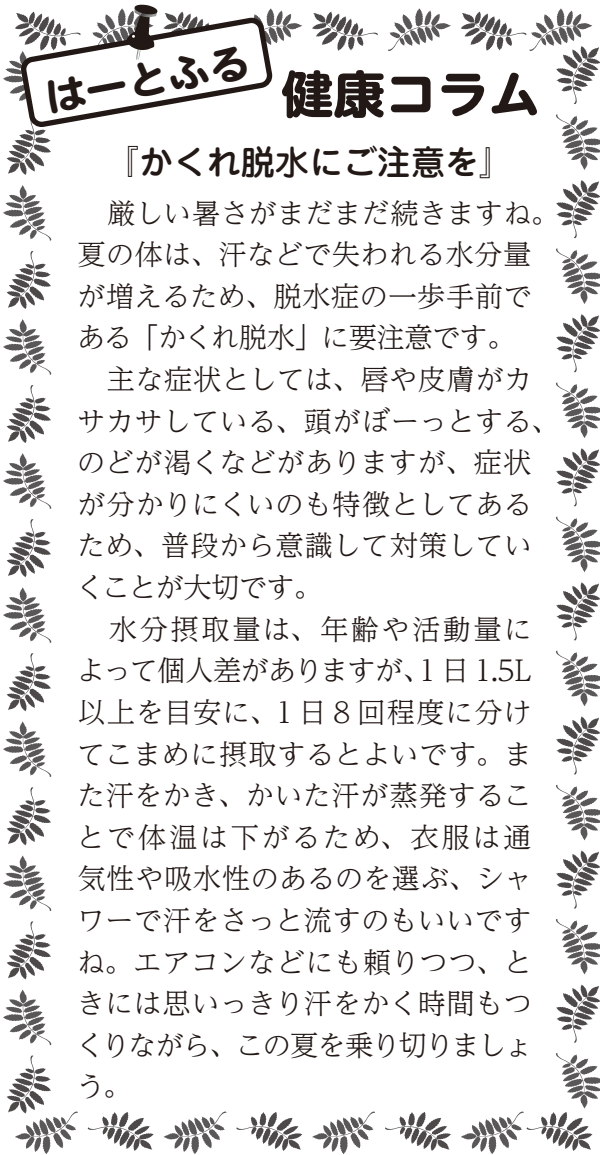 はーとふる
健康コラム
『かくれ脱水にご注意を』
　厳しい暑さがまだまだ続きますね。
夏の体は、汗などで失われる水分量
が増えるため、脱水症の一歩手前で
ある「かくれ脱水」に要注意です。
　主な症状としては、唇や皮膚がカ
サカサしている、頭がぼーっとする、
のどが渇くなどがありますが、症状
が分かりにくいのも特徴としてある
ため、普段から意識して対策してい
くことが大切です。
　水分摂取量は、年齢や活動量に
よって個人差がありますが、1日1.5L
以上を目安に、1日８回程度に分け
てこまめに摂取するとよいです。ま
た汗をかき、かいた汗が蒸発するこ
とで体温は下がるため、衣服は通
気性や吸水性のあるのを選ぶ、シャ
ワーで汗をさっと流すのもいいです
ね。エアコンなどにも頼りつつ、と
きには思いっきり汗をかく時間もつ
くりながら、この夏を乗り切りましょ
う。